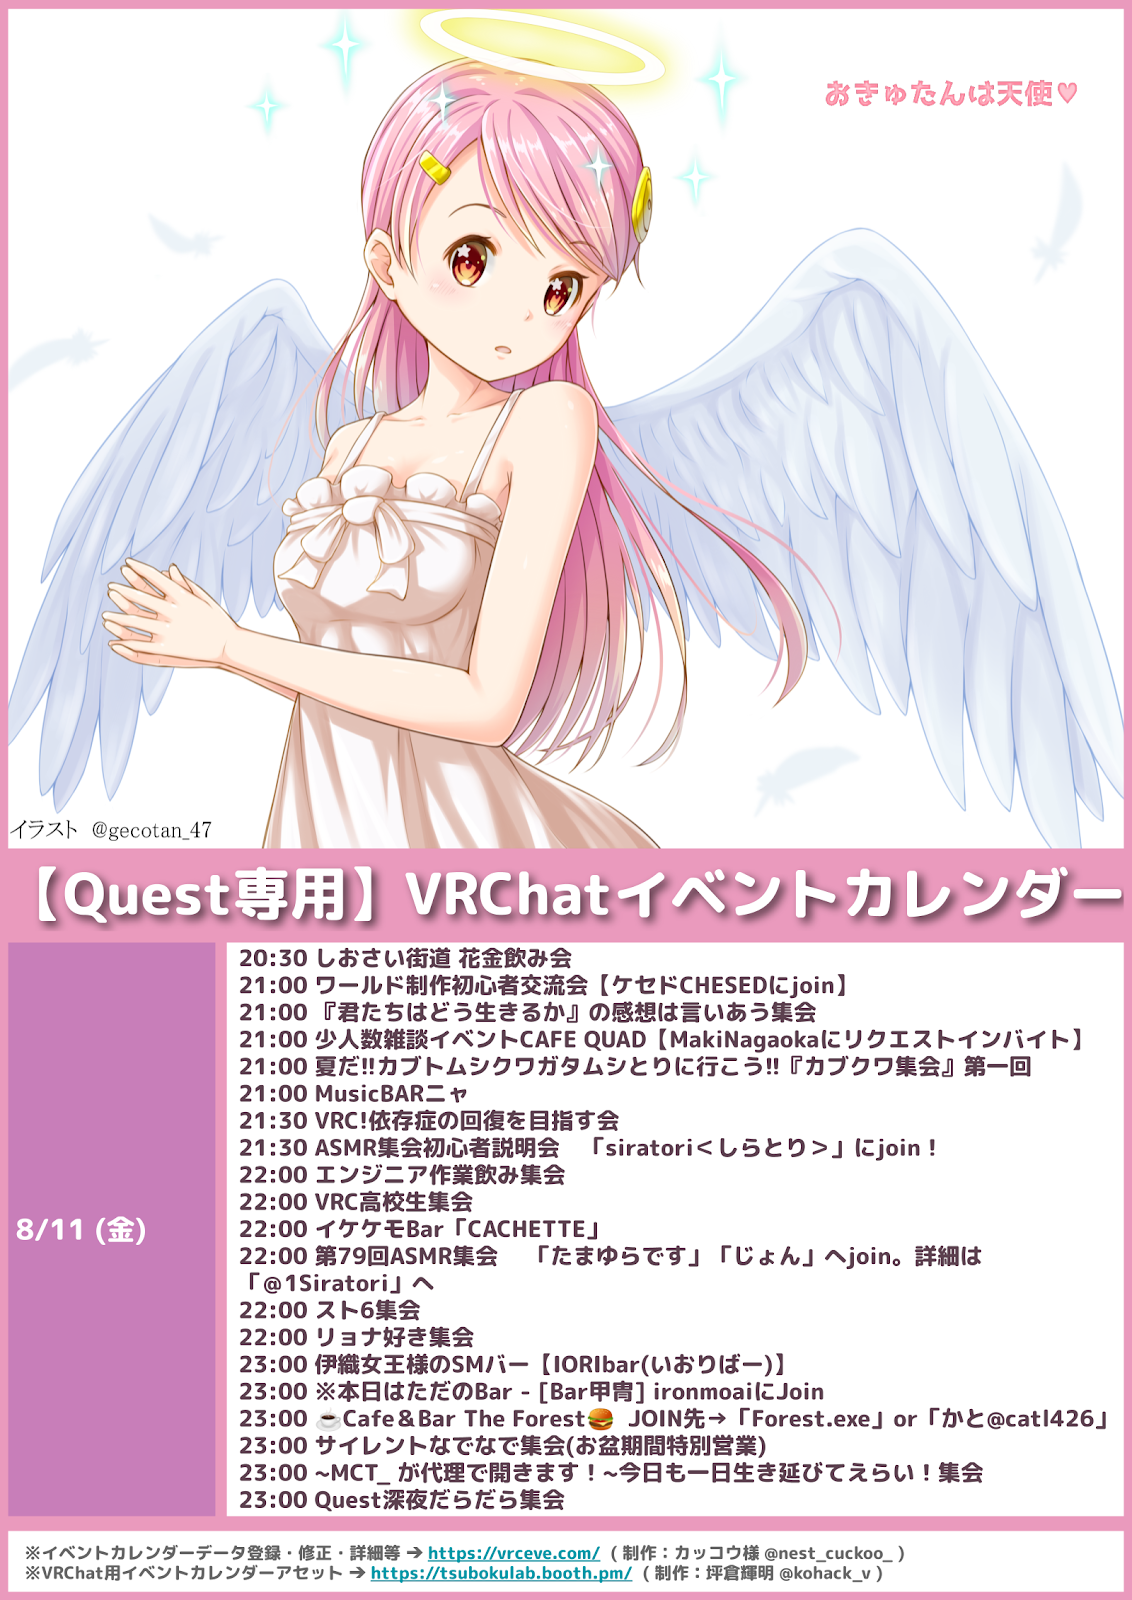 おきゅたんは天使♥
イラスト @gecotan_47
【Quest専用】VRChatイベントカレンダー
8/11 (金)
20:30 しおさい街道 花金飲み会
21:00 ワールド制作初心者交流会【ケセドCHESEDにjoin】
21:00 『君たちはどう生きるか』の感想は言いあう集会
21:00 少人数雑談イベントCAFE QUAD【MakiNagaokaにリクエストインバイト】
21:00 夏だ!!カブトムシクワガタムシとりに行こう!!『カブクワ集会』第一回
21:00 MusicBARニャ
21:30 VRC!依存症の回復を目指す会
21:30 ASMR集会初心者説明会 「siratori＜しらとり＞」にjoin！
22:00 エンジニア作業飲み集会
22:00 VRC高校生集会
22:00 イケケモBar「CACHETTE」
22:00 第79回ASMR集会 「たまゆらです」「じょん」へjoin。詳細は
「@1Siratori」へ
22:00 スト6集会
22:00 リョナ好き集会
23:00 伊織女王様のSMバー【IORIbar(いおりばー)】
23:00 ※本日はただのBar - [Bar甲冑] ironmoaiにJoin
23:00 ☕Cafe＆Bar The Forest🍔 JOIN先→「Forest.exe」or「かと@catl426」
23:00 サイレントなでなで集会(お盆期間特別営業)
23:00 ~MCT_ が代理で開きます！~今日も一日生き延びてえらい！集会
23:00 Quest深夜だらだら集会
※イベントカレンダーデータ登録・修正・詳細等 ➔ https://vrceve.com/ ( 制作：カッコウ様 @nest_cuckoo_ )
※VRChat用イベントカレンダーアセット ➔ https://tsubokulab.booth.pm/ ( 制作：坪倉輝明 @kohack_v )